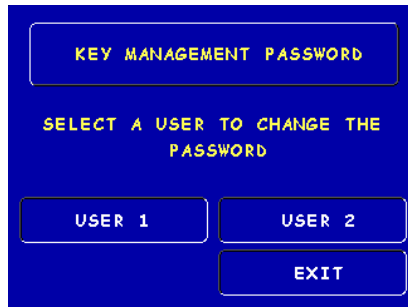 KEY MANAGEMENT PASSWORD
SELECT A USER TO CHANGE THE
PASSWORD
USER 1
USER 2
EXIT